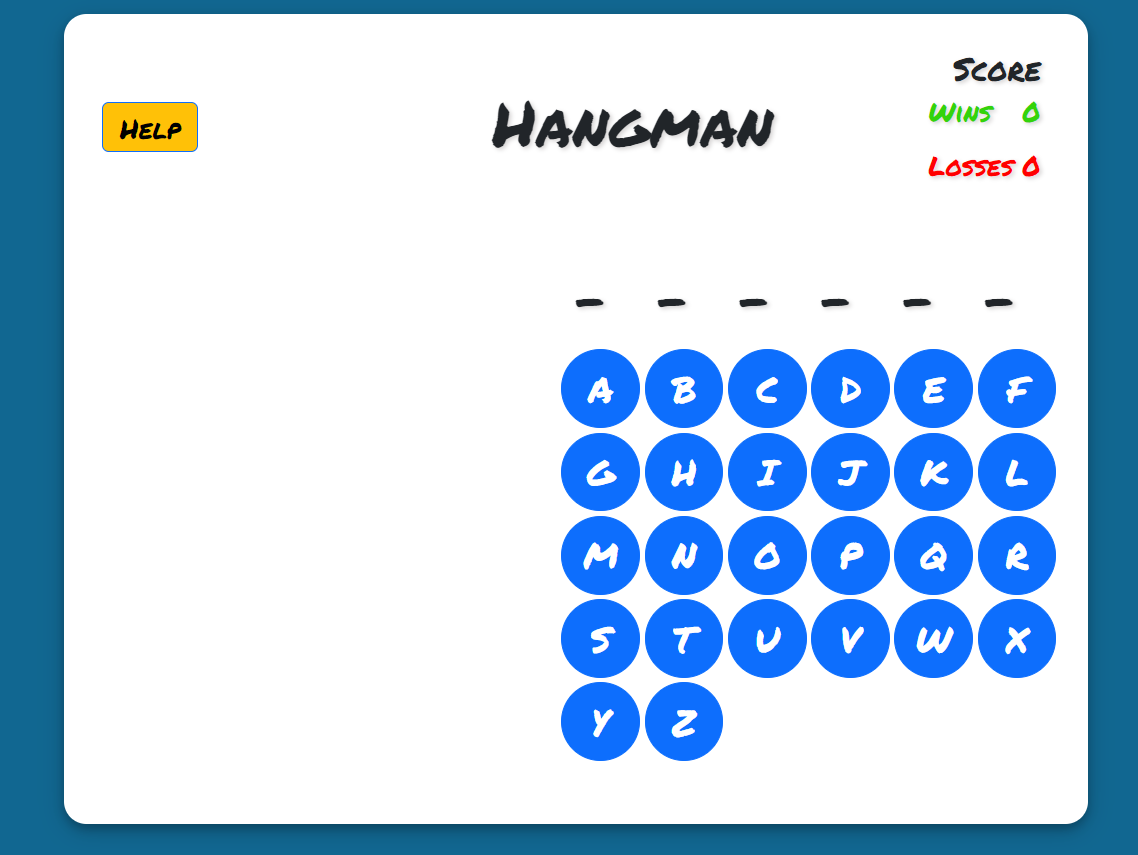 Score
Help
Hangman
Wins 0
Losses 0
_ _ _ _ _ _
A B C D E F
G H I J K L
M N O P Q R
S T U V W X
Y Z